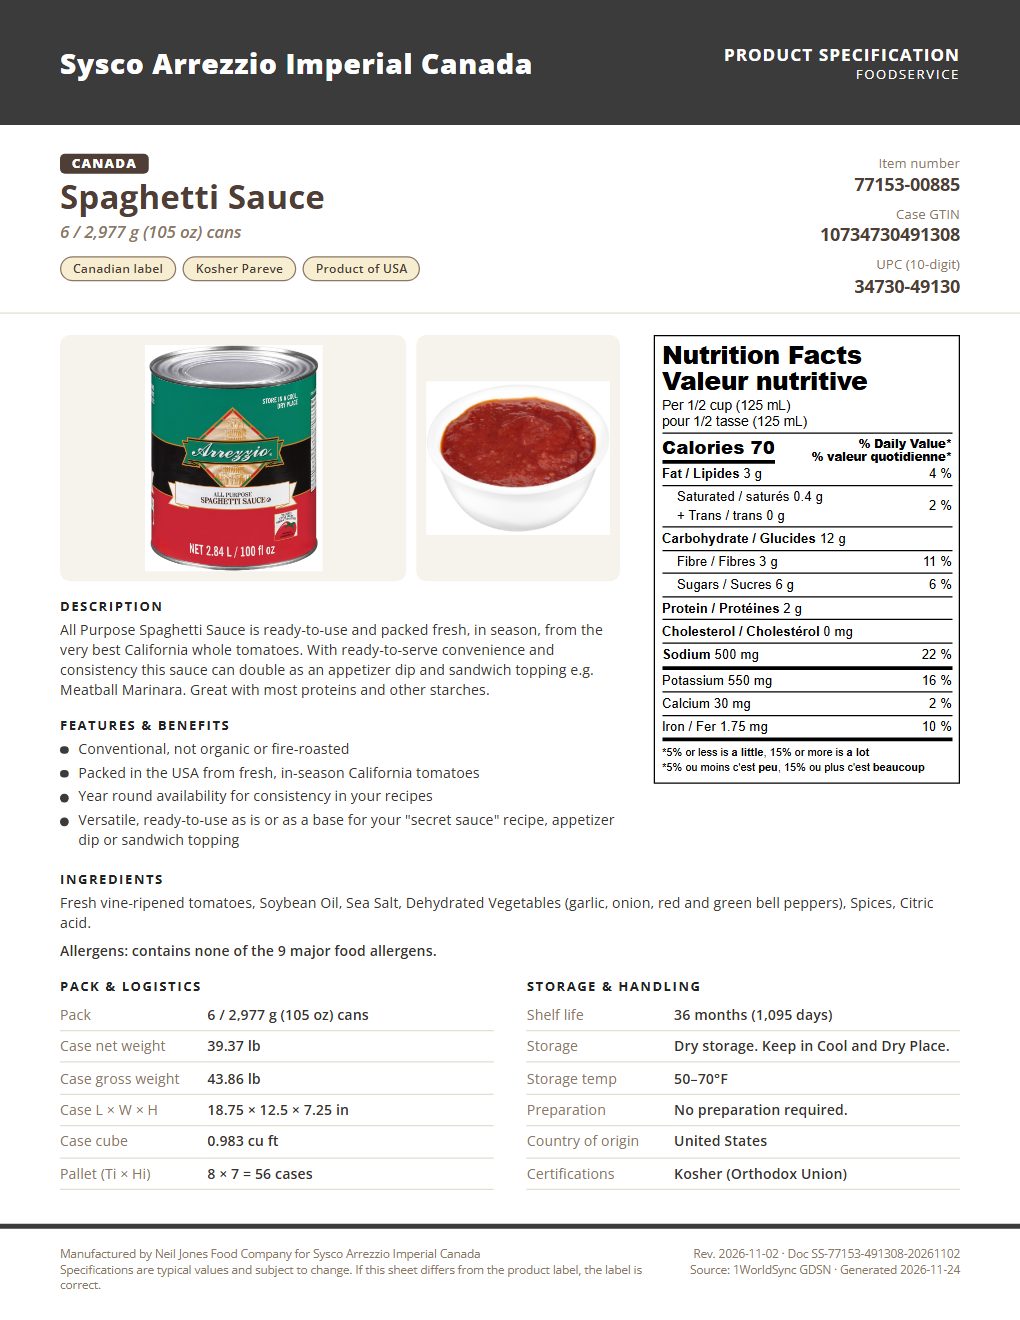 Sysco Arrezzio Imperial Canada
PRODUCT SPECIFICATION
FOODSERVICE
CANADA
Spaghetti Sauce
6 / 2,977 g (105 oz) cans
Canadian label
Kosher Pareve
Product of USA
Item number
77153-00885
Case GTIN
10734730491308
UPC (10-digit)
34730-49130
STORE IN A COOL,
DRY PLACE
Arrezzio
ALL PURPOSE
SPAGHETTI SAUCE
NET 2.84 L / 100 fl oz
Nutrition Facts
Valeur nutritive
Per 1/2 cup (125 mL)
pour 1/2 tasse (125 mL)
Calories 70
% Daily Value*
% valeur quotidienne*
Fat / Lipides 3 g 4 %
Saturated / saturés 0.4 g
+ Trans / trans 0 g
2 %
Carbohydrate / Glucides 12 g
Fibre / Fibres 3 g 11 %
Sugars / Sucres 6 g 6 %
Protein / Protéines 2 g
Cholesterol / Cholestérol 0 mg
Sodium 500 mg 22 %
Potassium 550 mg 16 %
Calcium 30 mg 2 %
Iron / Fer 1.75 mg 10 %
*5% or less is a little, 15% or more is a lot
*5% ou moins c'est peu, 15% ou plus c'est beaucoup
DESCRIPTION
All Purpose Spaghetti Sauce is ready-to-use and packed fresh, in season, from the
very best California whole tomatoes. With ready-to-serve convenience and
consistency this sauce can double as an appetizer dip and sandwich topping e.g.
Meatball Marinara. Great with most proteins and other starches.
FEATURES & BENEFITS
Conventional, not organic or fire-roasted
Packed in the USA from fresh, in-season California tomatoes
Year round availability for consistency in your recipes
Versatile, ready-to-use as is or as a base for your "secret sauce" recipe, appetizer
dip or sandwich topping
INGREDIENTS
Fresh vine-ripened tomatoes, Soybean Oil, Sea Salt, Dehydrated Vegetables (garlic, onion, red and green bell peppers), Spices, Citric
acid.
Allergens: contains none of the 9 major food allergens.
PACK & LOGISTICS
Pack 6 / 2,977 g (105 oz) cans
Case net weight 39.37 lb
Case gross weight 43.86 lb
Case L × W × H 18.75 × 12.5 × 7.25 in
Case cube 0.983 cu ft
Pallet (Ti × Hi) 8 × 7 = 56 cases
STORAGE & HANDLING
Shelf life 36 months (1,095 days)
Storage Dry storage. Keep in Cool and Dry Place.
Storage temp 50–70°F
Preparation No preparation required.
Country of origin United States
Certifications Kosher (Orthodox Union)
Manufactured by Neil Jones Food Company for Sysco Arrezzio Imperial Canada
Specifications are typical values and subject to change. If this sheet differs from the product label, the label is
correct.
Rev. 2026-11-02 · Doc SS-77153-491308-20261102
Source: 1WorldSync GDSN · Generated 2026-11-24